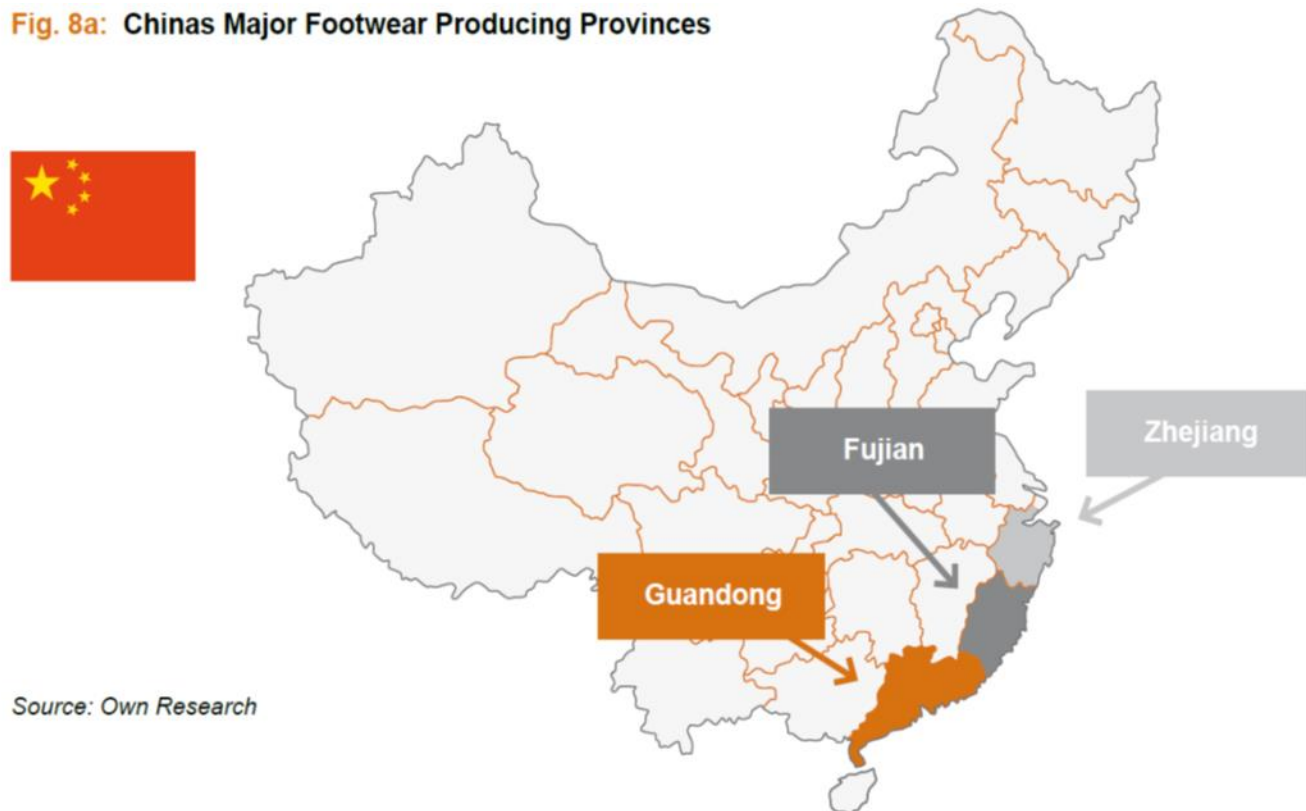 Fig. 8a: Chinas Major Footwear Producing Provinces
Zhejiang
Fujian
Guandong
Source: Own Research